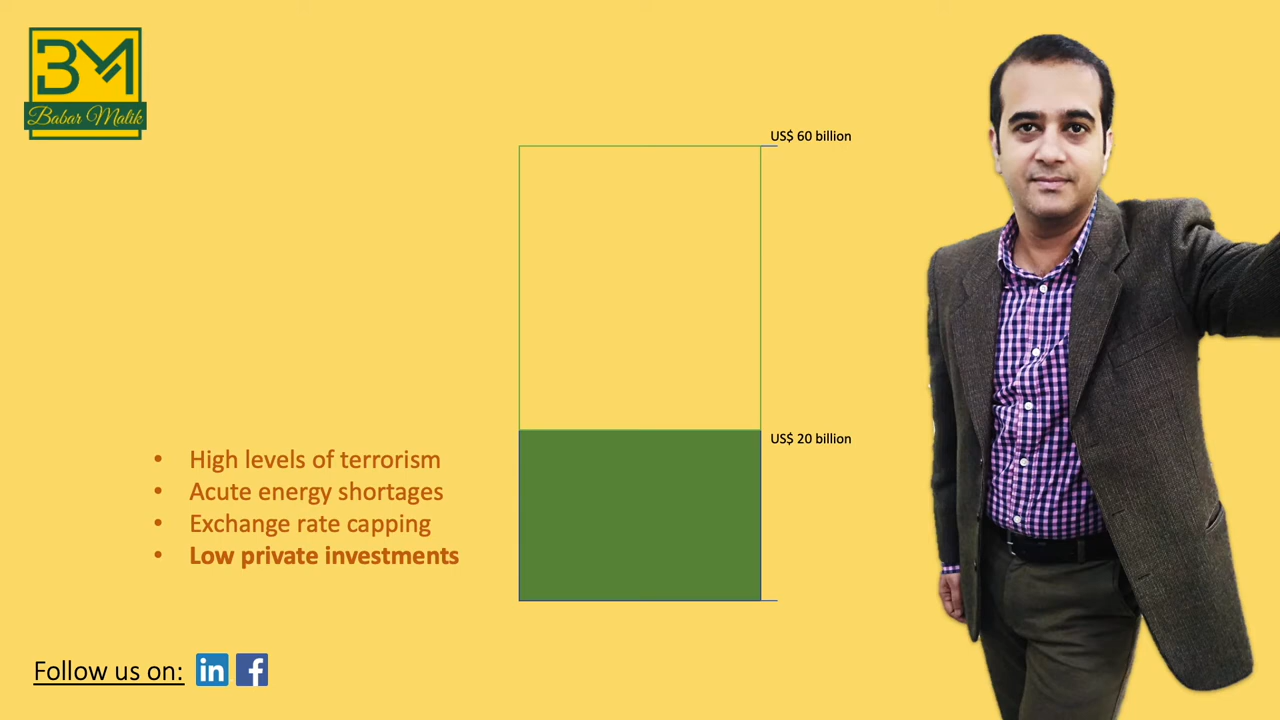 BM
Babar Malik
US$ 60 billion
US$ 20 billion
• High levels of terrorism
• Acute energy shortages
• Exchange rate capping
• Low private investments
Follow us on: in f